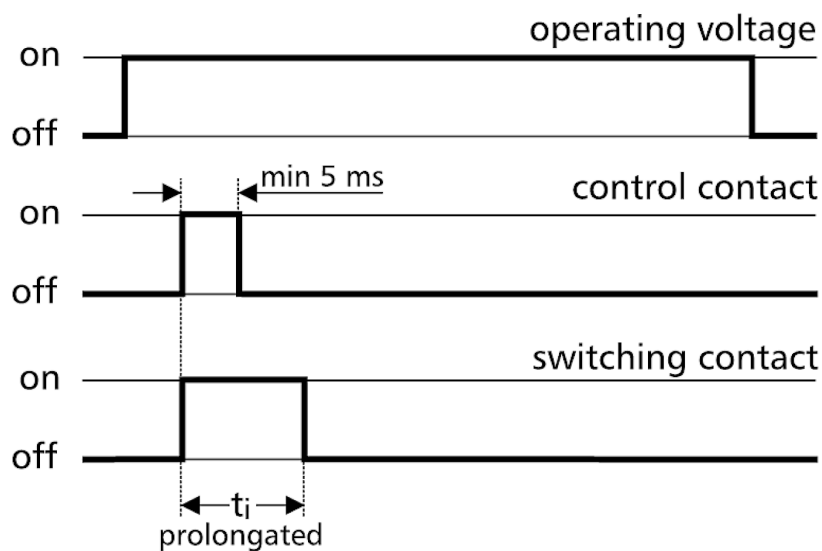 operating voltage
on
off
min 5 ms
control contact
on
off
switching contact
on
off
ti
prolongated